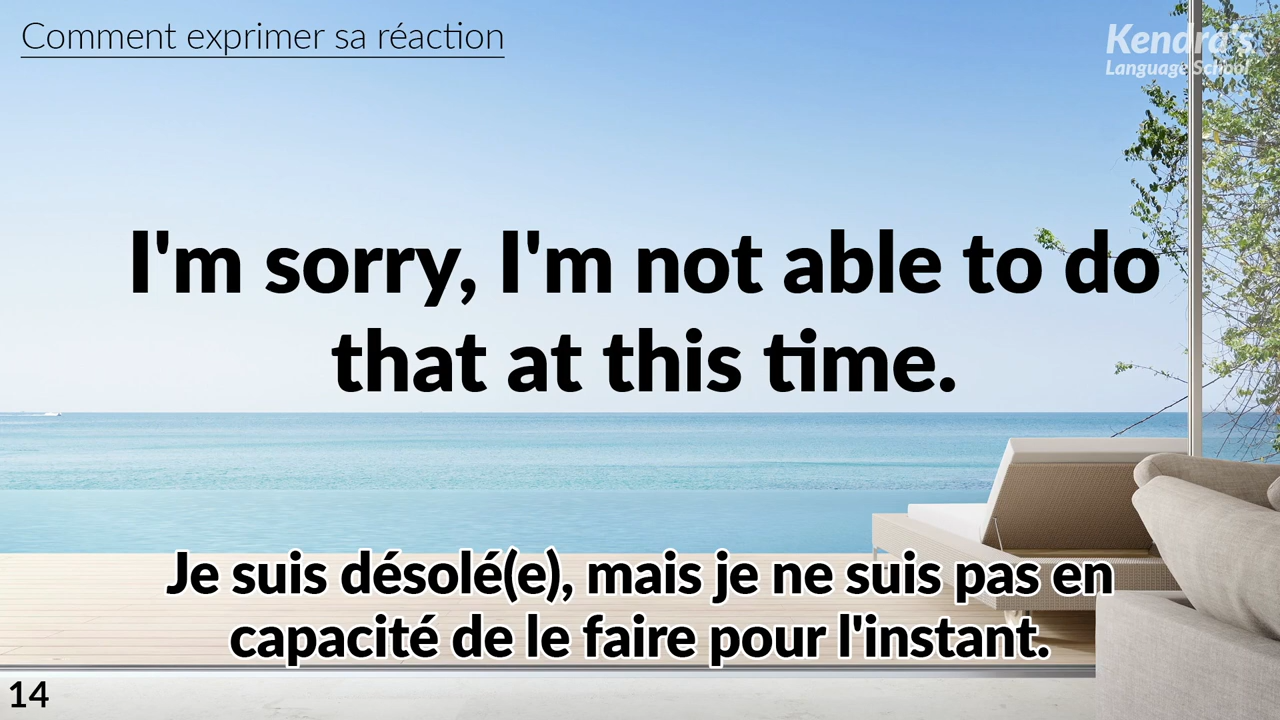 Comment exprimer sa réaction
Kendra's
Language School
I'm sorry, I'm not able to do
that at this time.
Je suis désolé(e), mais je ne suis pas en
capacité de le faire pour l'instant.
14